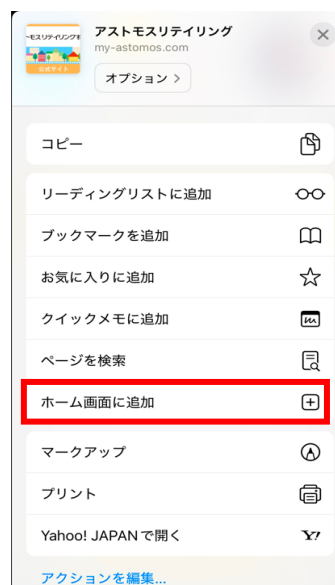 ーモスリテイリングオ
公式サイト
アストモスリテイリング
my-astomos.com
オプション >
コピー
リーディングリストに追加
ブックマークを追加
お気に入りに追加
クイックメモに追加
ページを検索
ホーム画面に追加
マークアップ
プリント
Yahoo! JAPANで開く
Y!
アクションを編集...